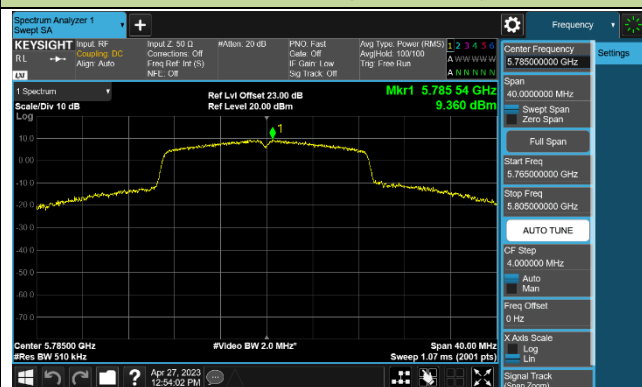 Spectrum Analyzer 1
Swept SA
Frequency
KEYSIGHT
Input: RF
Coupling: DC
Align: Auto
Input Z: 50 Ω
Corrections: Off
Freq Ref: Int (S)
NFE: Off
#Atten: 20 dB
PNO: Fast
Gate: Off
IF Gain: Low
Sig Track: Off
Avg Type: Power (RMS)
Avg|Hold: 100/100
Trig: Free Run
1 2 3 4 5 6
A W W W W W
A N N N N N
RL
LXI
1 Spectrum
Scale/Div 10 dB
Log
Ref Lvl Offset 23.00 dB
Ref Level 20.00 dBm
Mkr1 5.785 54 GHz
9.360 dBm
1
10.0
0.00
-10.0
-20.0
-30.0
-40.0
-50.0
-60.0
-70.0
Center 5.78500 GHz
#Res BW 510 kHz
#Video BW 2.0 MHz*
Span 40.00 MHz
Sweep 1.07 ms (2001 pts)
Center Frequency
5.785000000 GHz
Settings
Span
40.0000000 MHz
Swept Span
Zero Span
Full Span
Start Freq
5.765000000 GHz
Stop Freq
5.805000000 GHz
AUTO TUNE
CF Step
4.000000 MHz
Auto
Man
Freq Offset
0 Hz
X Axis Scale
Log
Lin
Signal Track
(Span Zoom)
Apr 27, 2023
12:54:02 PM